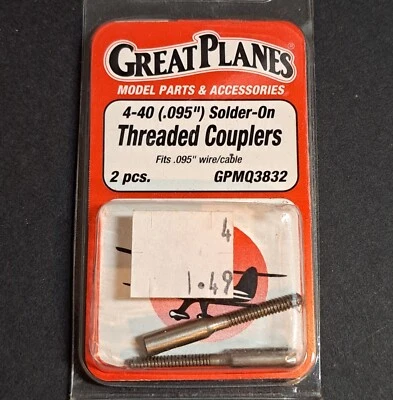 GREAT PLANES®
MODEL PARTS & ACCESSORIES
4-40 (.095") Solder-On
Threaded Couplers
Fits .095" wire/cable
2 pcs. GPMQ3832
4
1.49